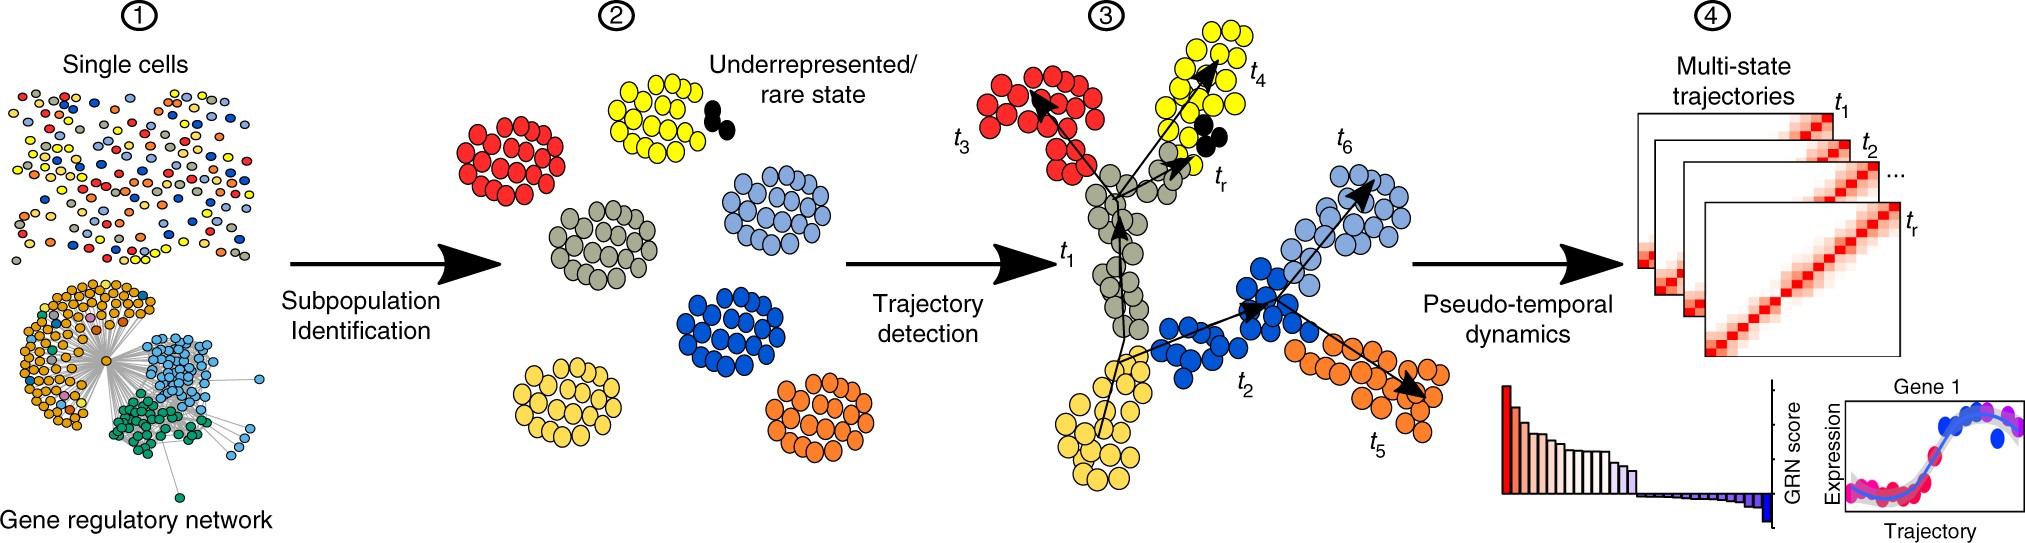 1
Single cells
Gene regulatory network
Subpopulation
Identification
2
Underrepresented/
rare state
Trajectory
detection
3
t1
t2
t3
t4
t5
t6
tr
Pseudo-temporal
dynamics
4
Multi-state
trajectories
t1
t2
...
tr
GRN score
Gene 1
Expression
Trajectory